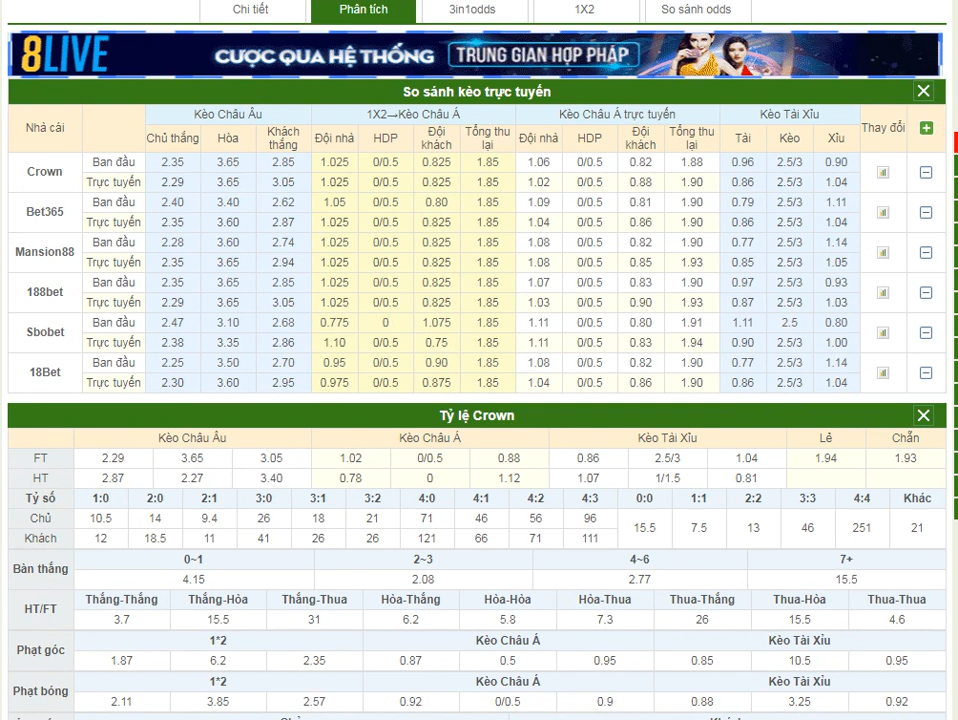 Chi tiết Phân tích 3in1odds 1X2 So sánh odds
8LIVE CƯỢC QUA HỆ THỐNG TRUNG GIAN HỢP PHÁP
So sánh kèo trực tuyến
Nhà cái Kèo Châu Âu 1X2→Kèo Châu Á Kèo Châu Á trực tuyến Kèo Tài Xỉu Thay đổi
Chủ thắng Hòa Khách thắng Đội nhà HDP Đội khách Tổng thu lại Đội nhà HDP Đội khách Tổng thu lại Tài Kèo Xỉu
Crown Ban đầu 2.35 3.65 2.85 1.025 0/0.5 0.825 1.85 1.06 0/0.5 0.82 1.88 0.96 2.5/3 0.90
Trực tuyến 2.29 3.65 3.05 1.025 0/0.5 0.825 1.85 1.02 0/0.5 0.88 1.90 0.86 2.5/3 1.04
Bet365 Ban đầu 2.40 3.40 2.62 1.05 0/0.5 0.80 1.85 1.09 0/0.5 0.81 1.90 0.79 2.5/3 1.11
Trực tuyến 2.35 3.60 2.87 1.025 0/0.5 0.825 1.85 1.04 0/0.5 0.86 1.90 0.86 2.5/3 1.04
Mansion88 Ban đầu 2.28 3.60 2.74 1.025 0/0.5 0.825 1.85 1.08 0/0.5 0.82 1.90 0.77 2.5/3 1.14
Trực tuyến 2.35 3.65 2.94 1.025 0/0.5 0.825 1.85 1.08 0/0.5 0.85 1.93 0.85 2.5/3 1.05
188bet Ban đầu 2.35 3.65 2.85 1.025 0/0.5 0.825 1.85 1.07 0/0.5 0.83 1.90 0.97 2.5/3 0.93
Trực tuyến 2.29 3.65 3.05 1.025 0/0.5 0.825 1.85 1.03 0/0.5 0.90 1.93 0.87 2.5/3 1.03
Sbobet Ban đầu 2.47 3.10 2.68 0.775 0 1.075 1.85 1.11 0/0.5 0.80 1.91 1.11 2.5 0.80
Trực tuyến 2.38 3.35 2.86 1.10 0/0.5 0.75 1.85 1.11 0/0.5 0.83 1.94 0.90 2.5/3 1.00
18Bet Ban đầu 2.25 3.50 2.70 0.95 0/0.5 0.90 1.85 1.08 0/0.5 0.82 1.90 0.77 2.5/3 1.14
Trực tuyến 2.30 3.60 2.95 0.975 0/0.5 0.875 1.85 1.04 0/0.5 0.86 1.90 0.86 2.5/3 1.04
Tỷ lệ Crown
Kèo Châu Âu Kèo Châu Á Kèo Tài Xỉu Lẻ Chẵn
FT 2.29 3.65 3.05 1.02 0/0.5 0.88 0.86 2.5/3 1.04 1.94 1.93
HT 2.87 2.27 3.40 0.78 0 1.12 1.07 1/1.5 0.81
Tỷ số 1:0 2:0 2:1 3:0 3:1 3:2 4:0 4:1 4:2 4:3 0:0 1:1 2:2 3:3 4:4 Khác
Chủ 10.5 14 9.4 26 18 21 71 46 56 96 15.5 7.5 13 46 251 21
Khách 12 18.5 11 41 26 26 121 66 71 111
Bàn thắng 0~1 2~3 4~6 7+
4.15 2.08 2.77 15.5
HT/FT Thắng-Thắng Thắng-Hòa Thắng-Thua Hòa-Thắng Hòa-Hòa Hòa-Thua Thua-Thắng Thua-Hòa Thua-Thua
3.7 15.5 31 6.2 5.8 7.3 26 15.5 4.6
Phạt góc 1*2 Kèo Châu Á Kèo Tài Xỉu
1.87 6.2 2.35 0.87 0.5 0.95 0.85 10.5 0.95
Phạt bóng 1*2 Kèo Châu Á Kèo Tài Xỉu
2.11 3.85 2.57 0.92 0/0.5 0.9 0.88 3.25 0.92